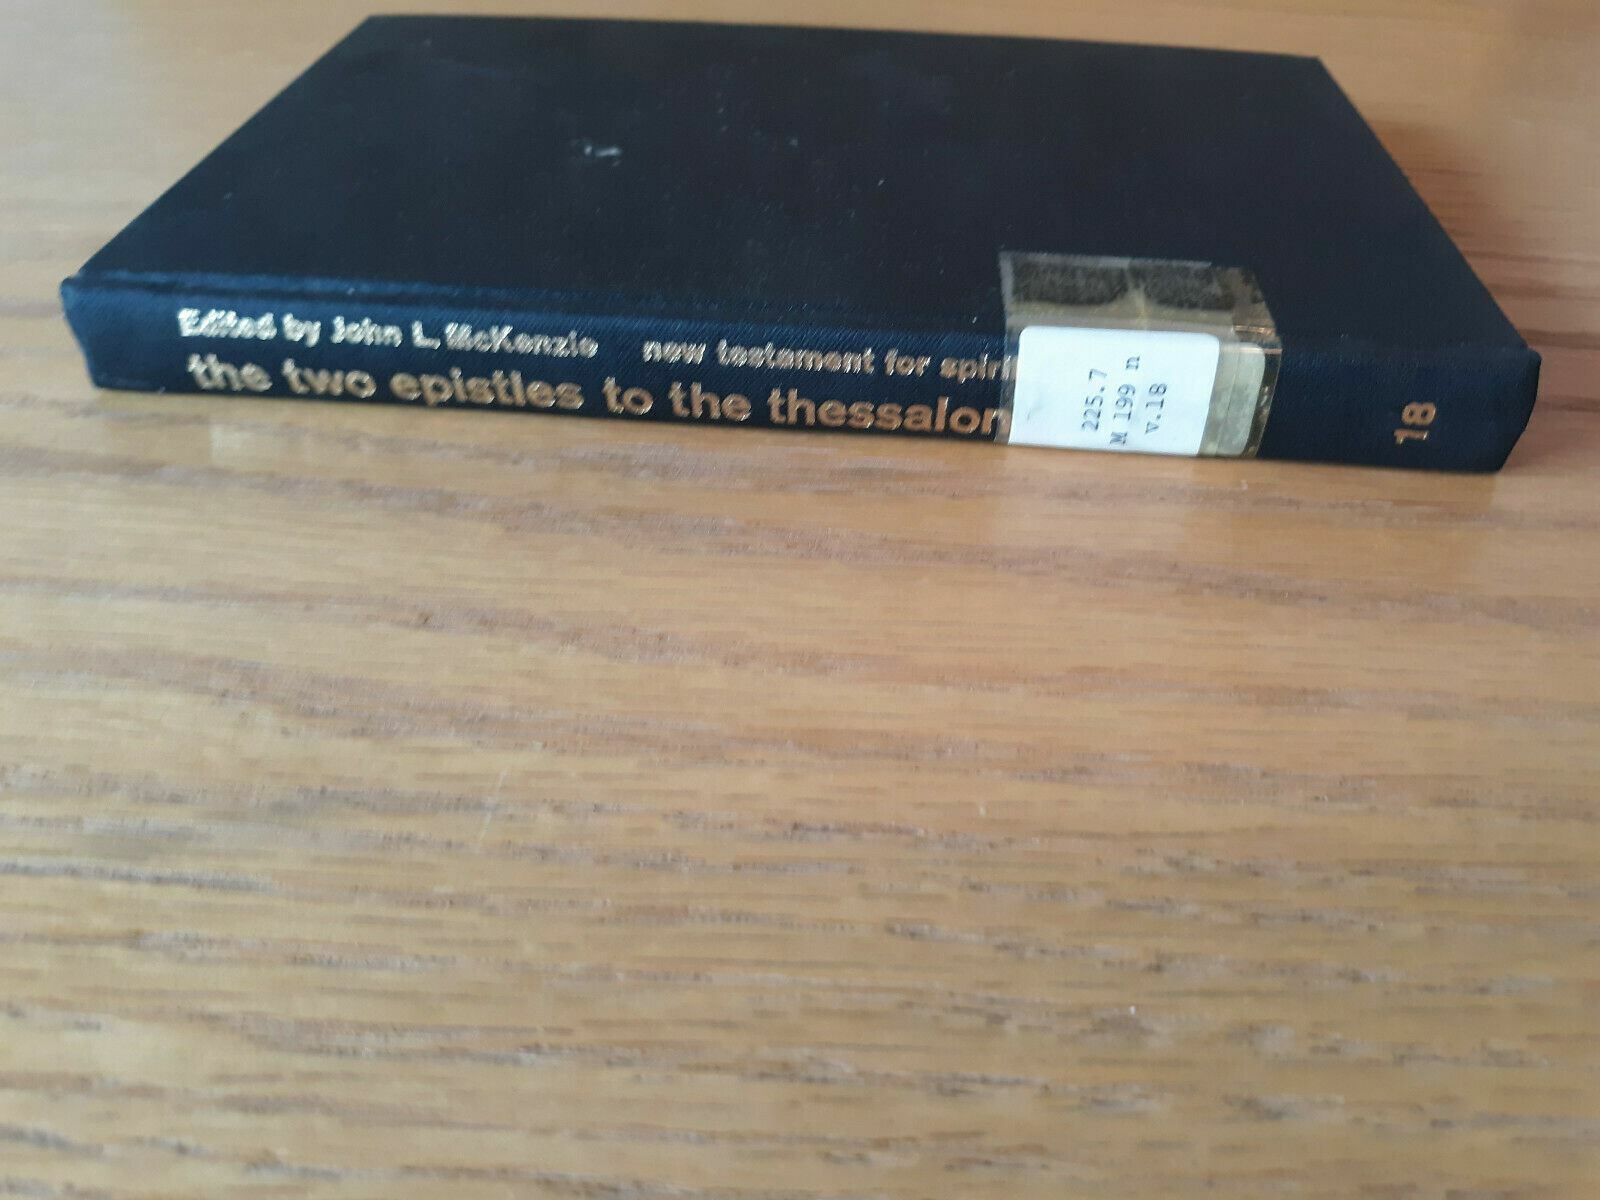 Edited by John L. McKenzie new testament for spiri
the two epistles to the thessalon
225.7
M 199 n
v.18
18